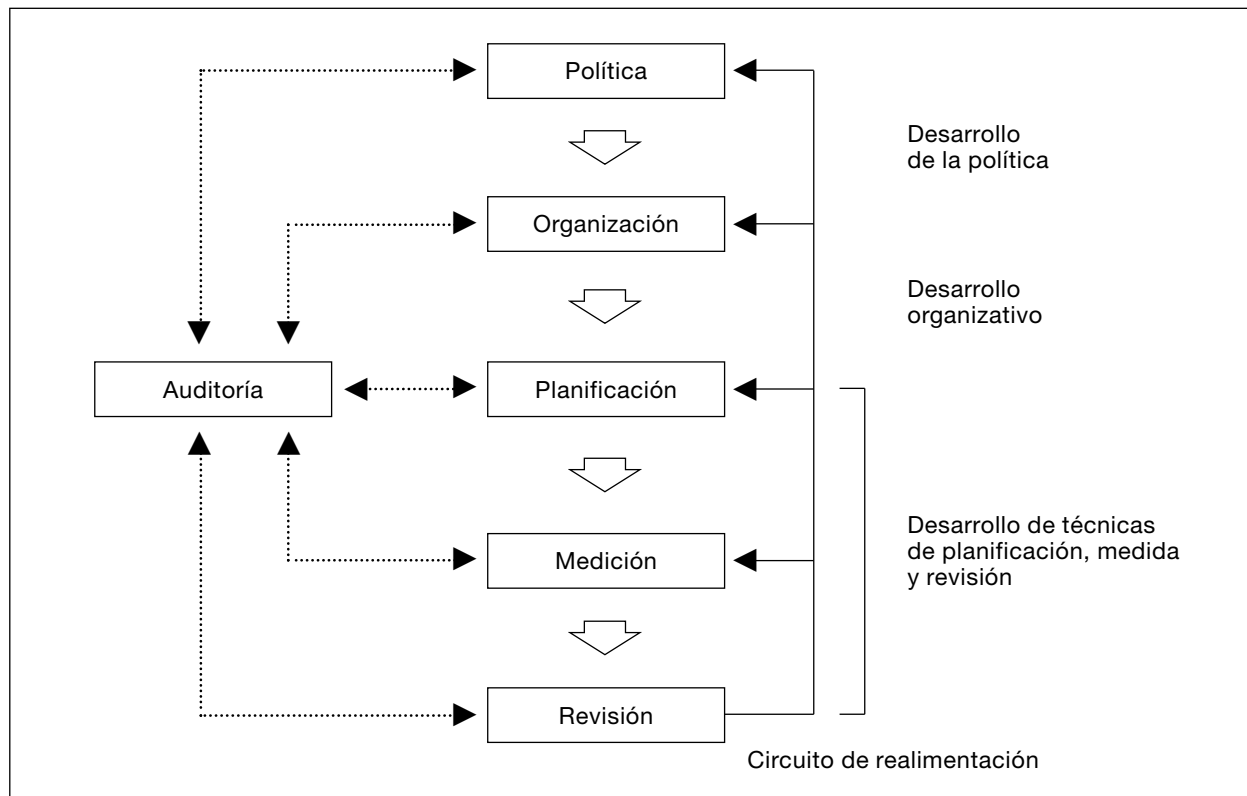 Política
Desarrollo
de la política
Organización
Desarrollo
organizativo
Auditoría
Planificación
Desarrollo de técnicas
de planificación, medida
y revisión
Medición
Revisión
Circuito de realimentación